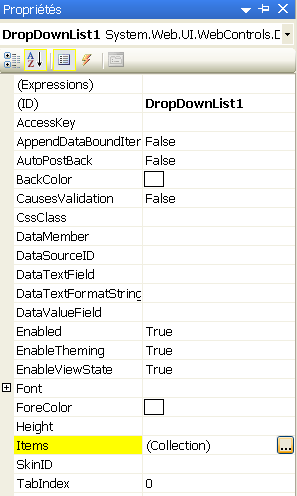 Propriétés
DropDownList1 System.Web.UI.WebControls.D
A
Z
(Expressions)
(ID) DropDownList1
AccessKey
AppendDataBoundIter False
AutoPostBack False
BackColor
CausesValidation False
CssClass
DataMember
DataSourceID
DataTextField
DataTextFormatString
DataValueField
Enabled True
EnableTheming True
EnableViewState True
Font
ForeColor
Height
Items (Collection) ...
SkinID
TabIndex 0